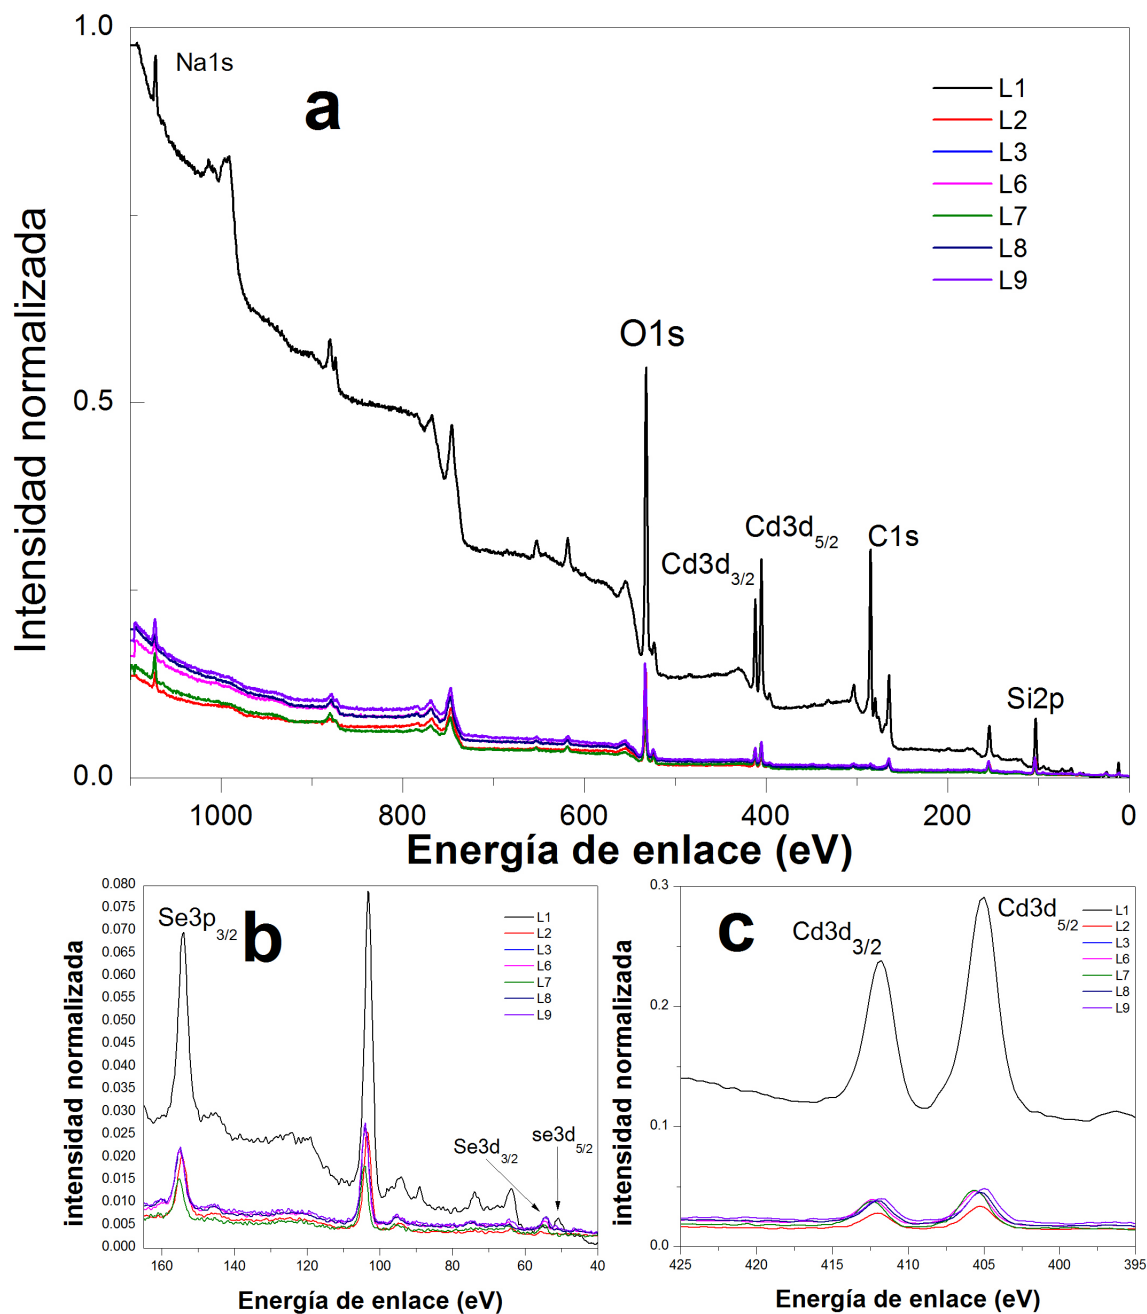 1.0
Na1s
a
L1
L2
L3
L6
L7
L8
L9
Intensidad normalizada
O1s
0.5
Cd3d5/2
C1s
Cd3d3/2
Si2p
0.0
1000 800 600 400 200 0
Energía de enlace (eV)
0.080
0.075
0.070
0.065
0.060
0.055
0.050
0.045
0.040
0.035
0.030
0.025
0.020
0.015
0.010
0.005
0.000
intensidad normalizada
Se3p3/2
b
L1
L2
L3
L6
L7
L8
L9
Se3d3/2
se3d5/2
160 140 120 100 80 60 40
Energía de enlace (eV)
0.3
0.2
0.1
0.0
intensidad normalizada
c
Cd3d3/2
Cd3d5/2
L1
L2
L3
L6
L7
L8
L9
425 420 415 410 405 400 395
Energía de enlace (eV)